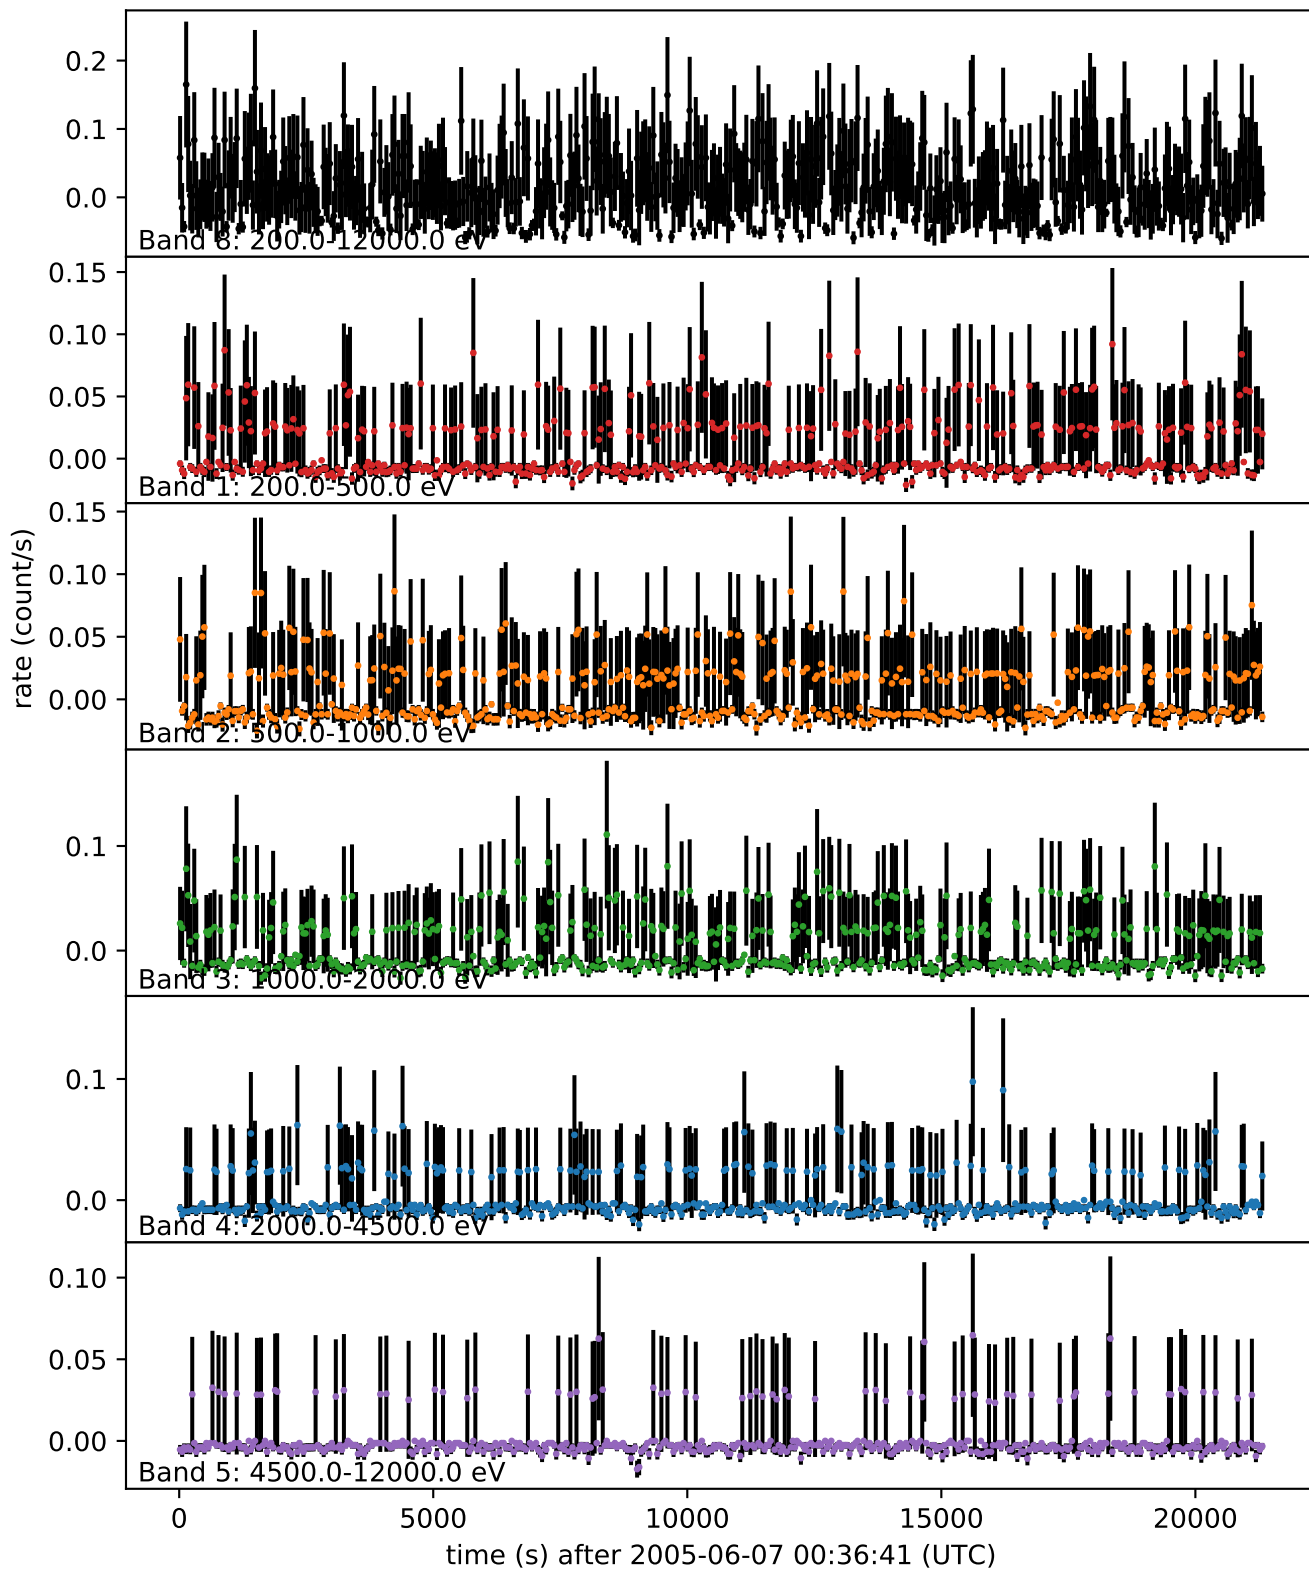 0.2
0.1
0.0
Band 8: 200.0-12000.0 eV
0.15
0.10
0.05
0.00
Band 1: 200.0-500.0 eV
0.15
0.10
0.05
0.00
Band 2: 500.0-1000.0 eV
rate (count/s)
0.1
0.0
Band 3: 1000.0-2000.0 eV
0.1
0.0
Band 4: 2000.0-4500.0 eV
0.10
0.05
0.00
Band 5: 4500.0-12000.0 eV
0 5000 10000 15000 20000
time (s) after 2005-06-07 00:36:41 (UTC)